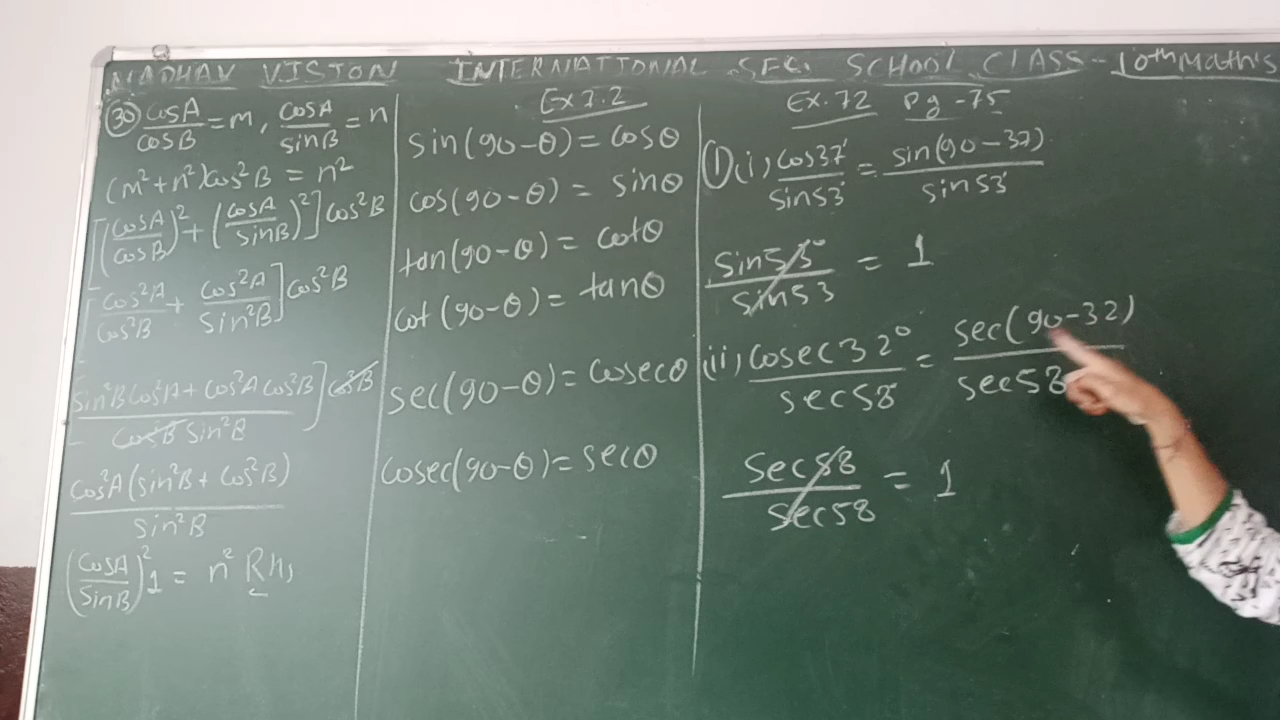 MADHAV VISION INTERNATIONAL SEC. SCHOOL CLASS - 10th Math's
(30) cosA/cosB = m, cosA/sinB = n
(m²+n²)cos²B = n²
[(cosA/cosB)² + (cosA/sinB)²] cos²B
[cos²A/cos²B + cos²A/sin²B] cos²B
sin²B cos²A + cos²A cos²B / cos²B sin²B ] cos²B
cos²A(sin²B + cos²B) / sin²B
(cosA/sinB)² 1 = n² RHS
Ex 7.2
sin(90-θ) = cosθ
cos(90-θ) = sinθ
tan(90-θ) = cotθ
cot(90-θ) = tanθ
sec(90-θ) = cosecθ
cosec(90-θ) = secθ
Ex. 72 pg - 75
(1)(i) cos37°/sin53° = sin(90-37)/sin53°
sin53°/sin53 = 1
(ii) cosec32°/sec58° = sec(90-32)/sec58
sec58/sec58 = 1